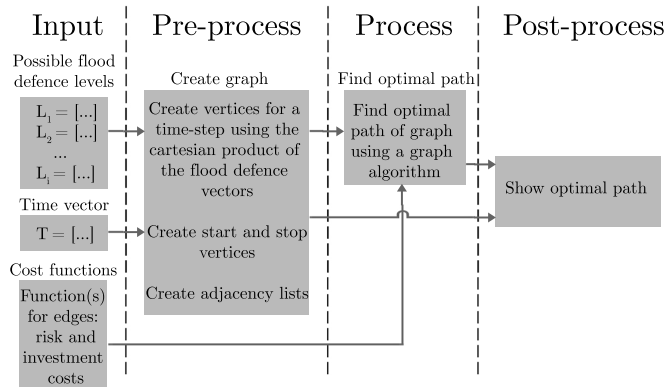 Input
Pre-process
Process
Post-process
Possible flood
defence levels
L1 = [...]
L2 = [...]
...
Li = [...]
Time vector
T = [...]
Cost functions
Function(s)
for edges:
risk and
investment
costs
Create graph
Create vertices for a
time-step using the
cartesian product of
the flood defence
vectors
Create start and stop
vertices
Create adjacency lists
Find optimal path
Find optimal
path of graph
using a graph
algorithm
Show optimal path